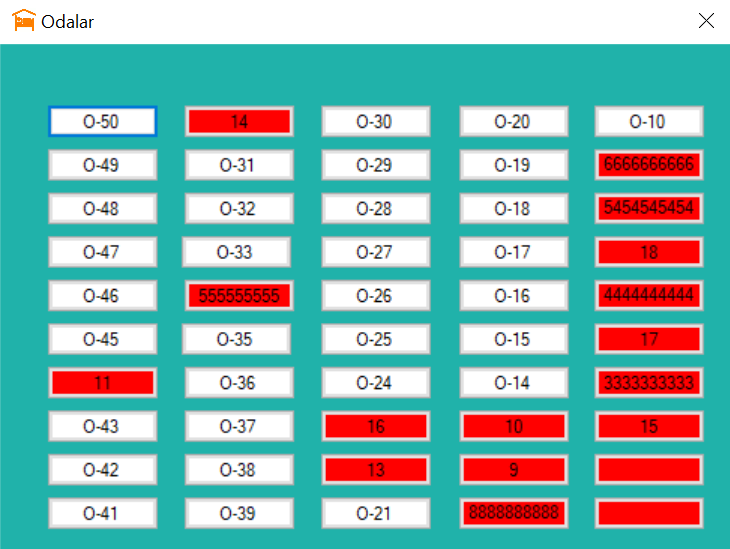 Odalar
O-50 14 O-30 O-20 O-10
O-49 O-31 O-29 O-19 6666666666
O-48 O-32 O-28 O-18 5454545454
O-47 O-33 O-27 O-17 18
O-46 555555555 O-26 O-16 4444444444
O-45 O-35 O-25 O-15 17
11 O-36 O-24 O-14 3333333333
O-43 O-37 16 10 15
O-42 O-38 13 9
O-41 O-39 O-21 8888888888